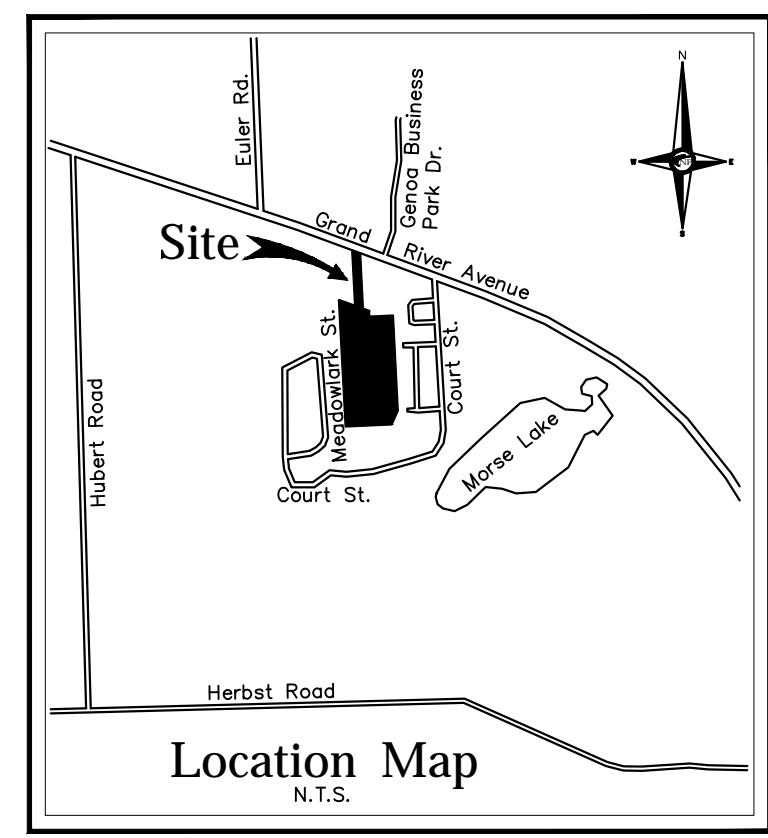 N
Euler Rd.
Genoa Business
Park Dr.
W
E
S
Grand River Avenue
Site
Meadowlark St.
Court St.
Hubert Road
Morse Lake
Court St.
Herbst Road
Location Map
N.T.S.